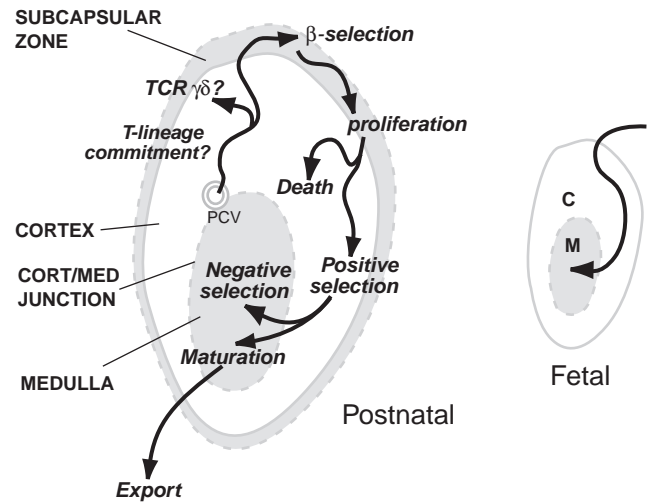 SUBCAPSULAR
ZONE
β-selection
TCR γδ?
T-lineage
commitment?
proliferation
Death
PCV
CORTEX
CORT/MED
JUNCTION
Negative
selection
Positive
selection
Maturation
MEDULLA
Postnatal
Export
C
M
Fetal